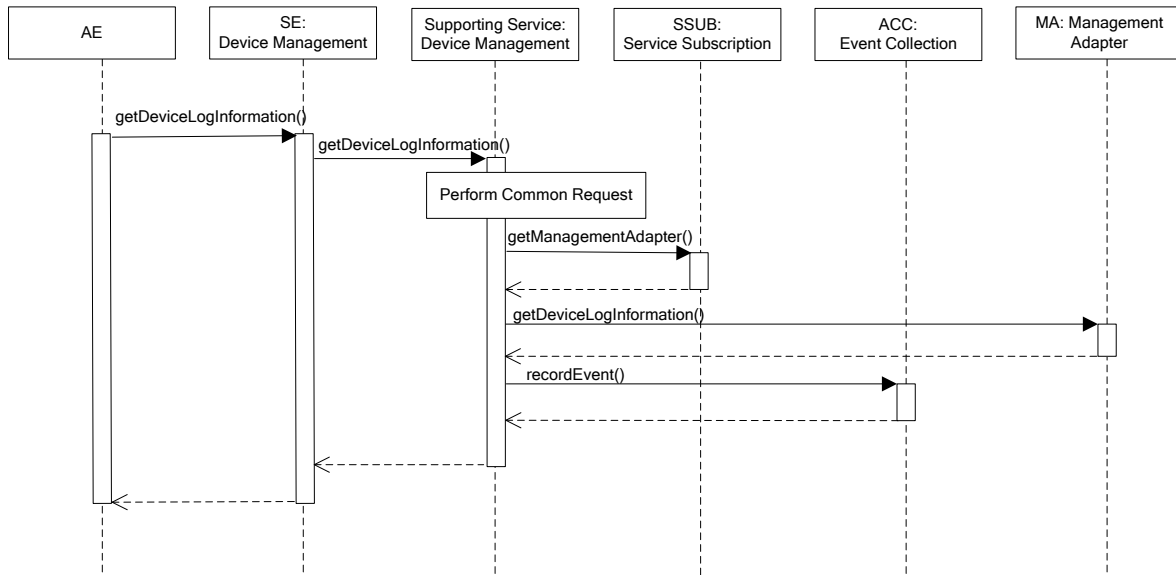 AE
SE:
Device Management
Supporting Service:
Device Management
SSUB:
Service Subscription
ACC:
Event Collection
MA: Management
Adapter
getDeviceLogInformation()
getDeviceLogInformation()
Perform Common Request
getManagementAdapter()
getDeviceLogInformation()
recordEvent()